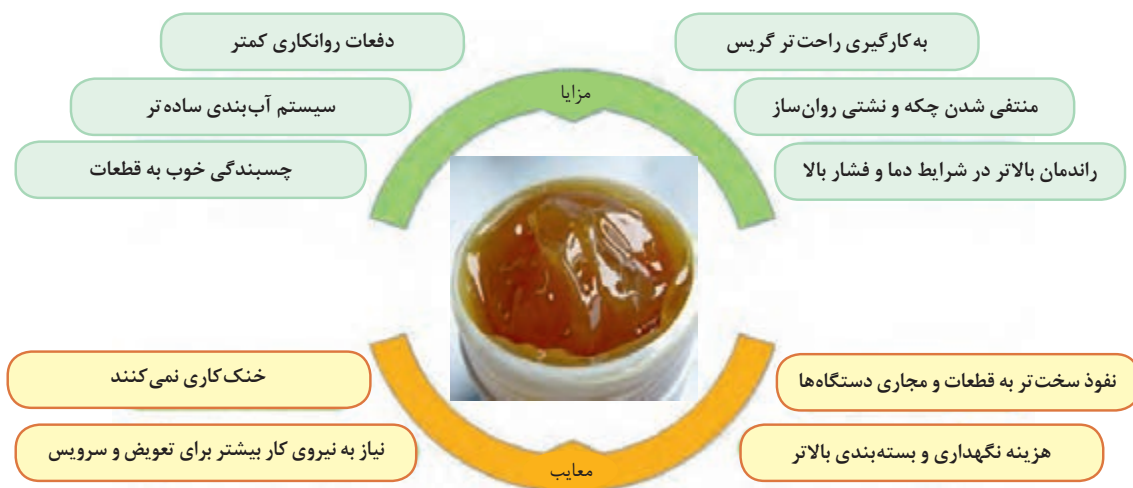 به‌کارگیری راحت‌تر گریس
دفعات روانکاری کمتر
مزایا
منتفی شدن چکه و نشتی روان‌ساز
سیستم آب‌بندی ساده‌تر
راندمان بالاتر در شرایط دما و فشار بالا
چسبندگی خوب به قطعات
نفوذ سخت‌تر به قطعات و مجاری دستگاه‌ها
خنک‌کاری نمی‌کنند
هزینه نگهداری و بسته‌بندی بالاتر
نیاز به نیروی کار بیشتر برای تعویض و سرویس
معایب